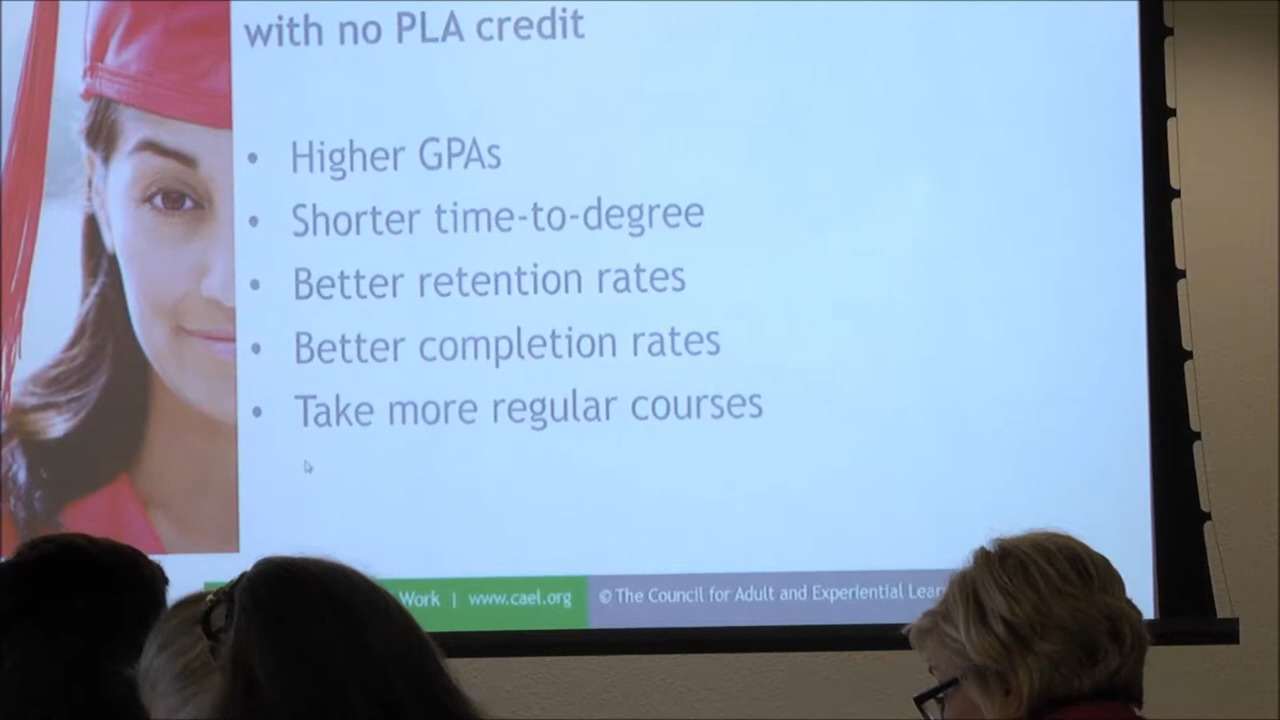 with no PLA credit
• Higher GPAs
• Shorter time-to-degree
• Better retention rates
• Better completion rates
• Take more regular courses
Work | www.cael.org © The Council for Adult and Experiential